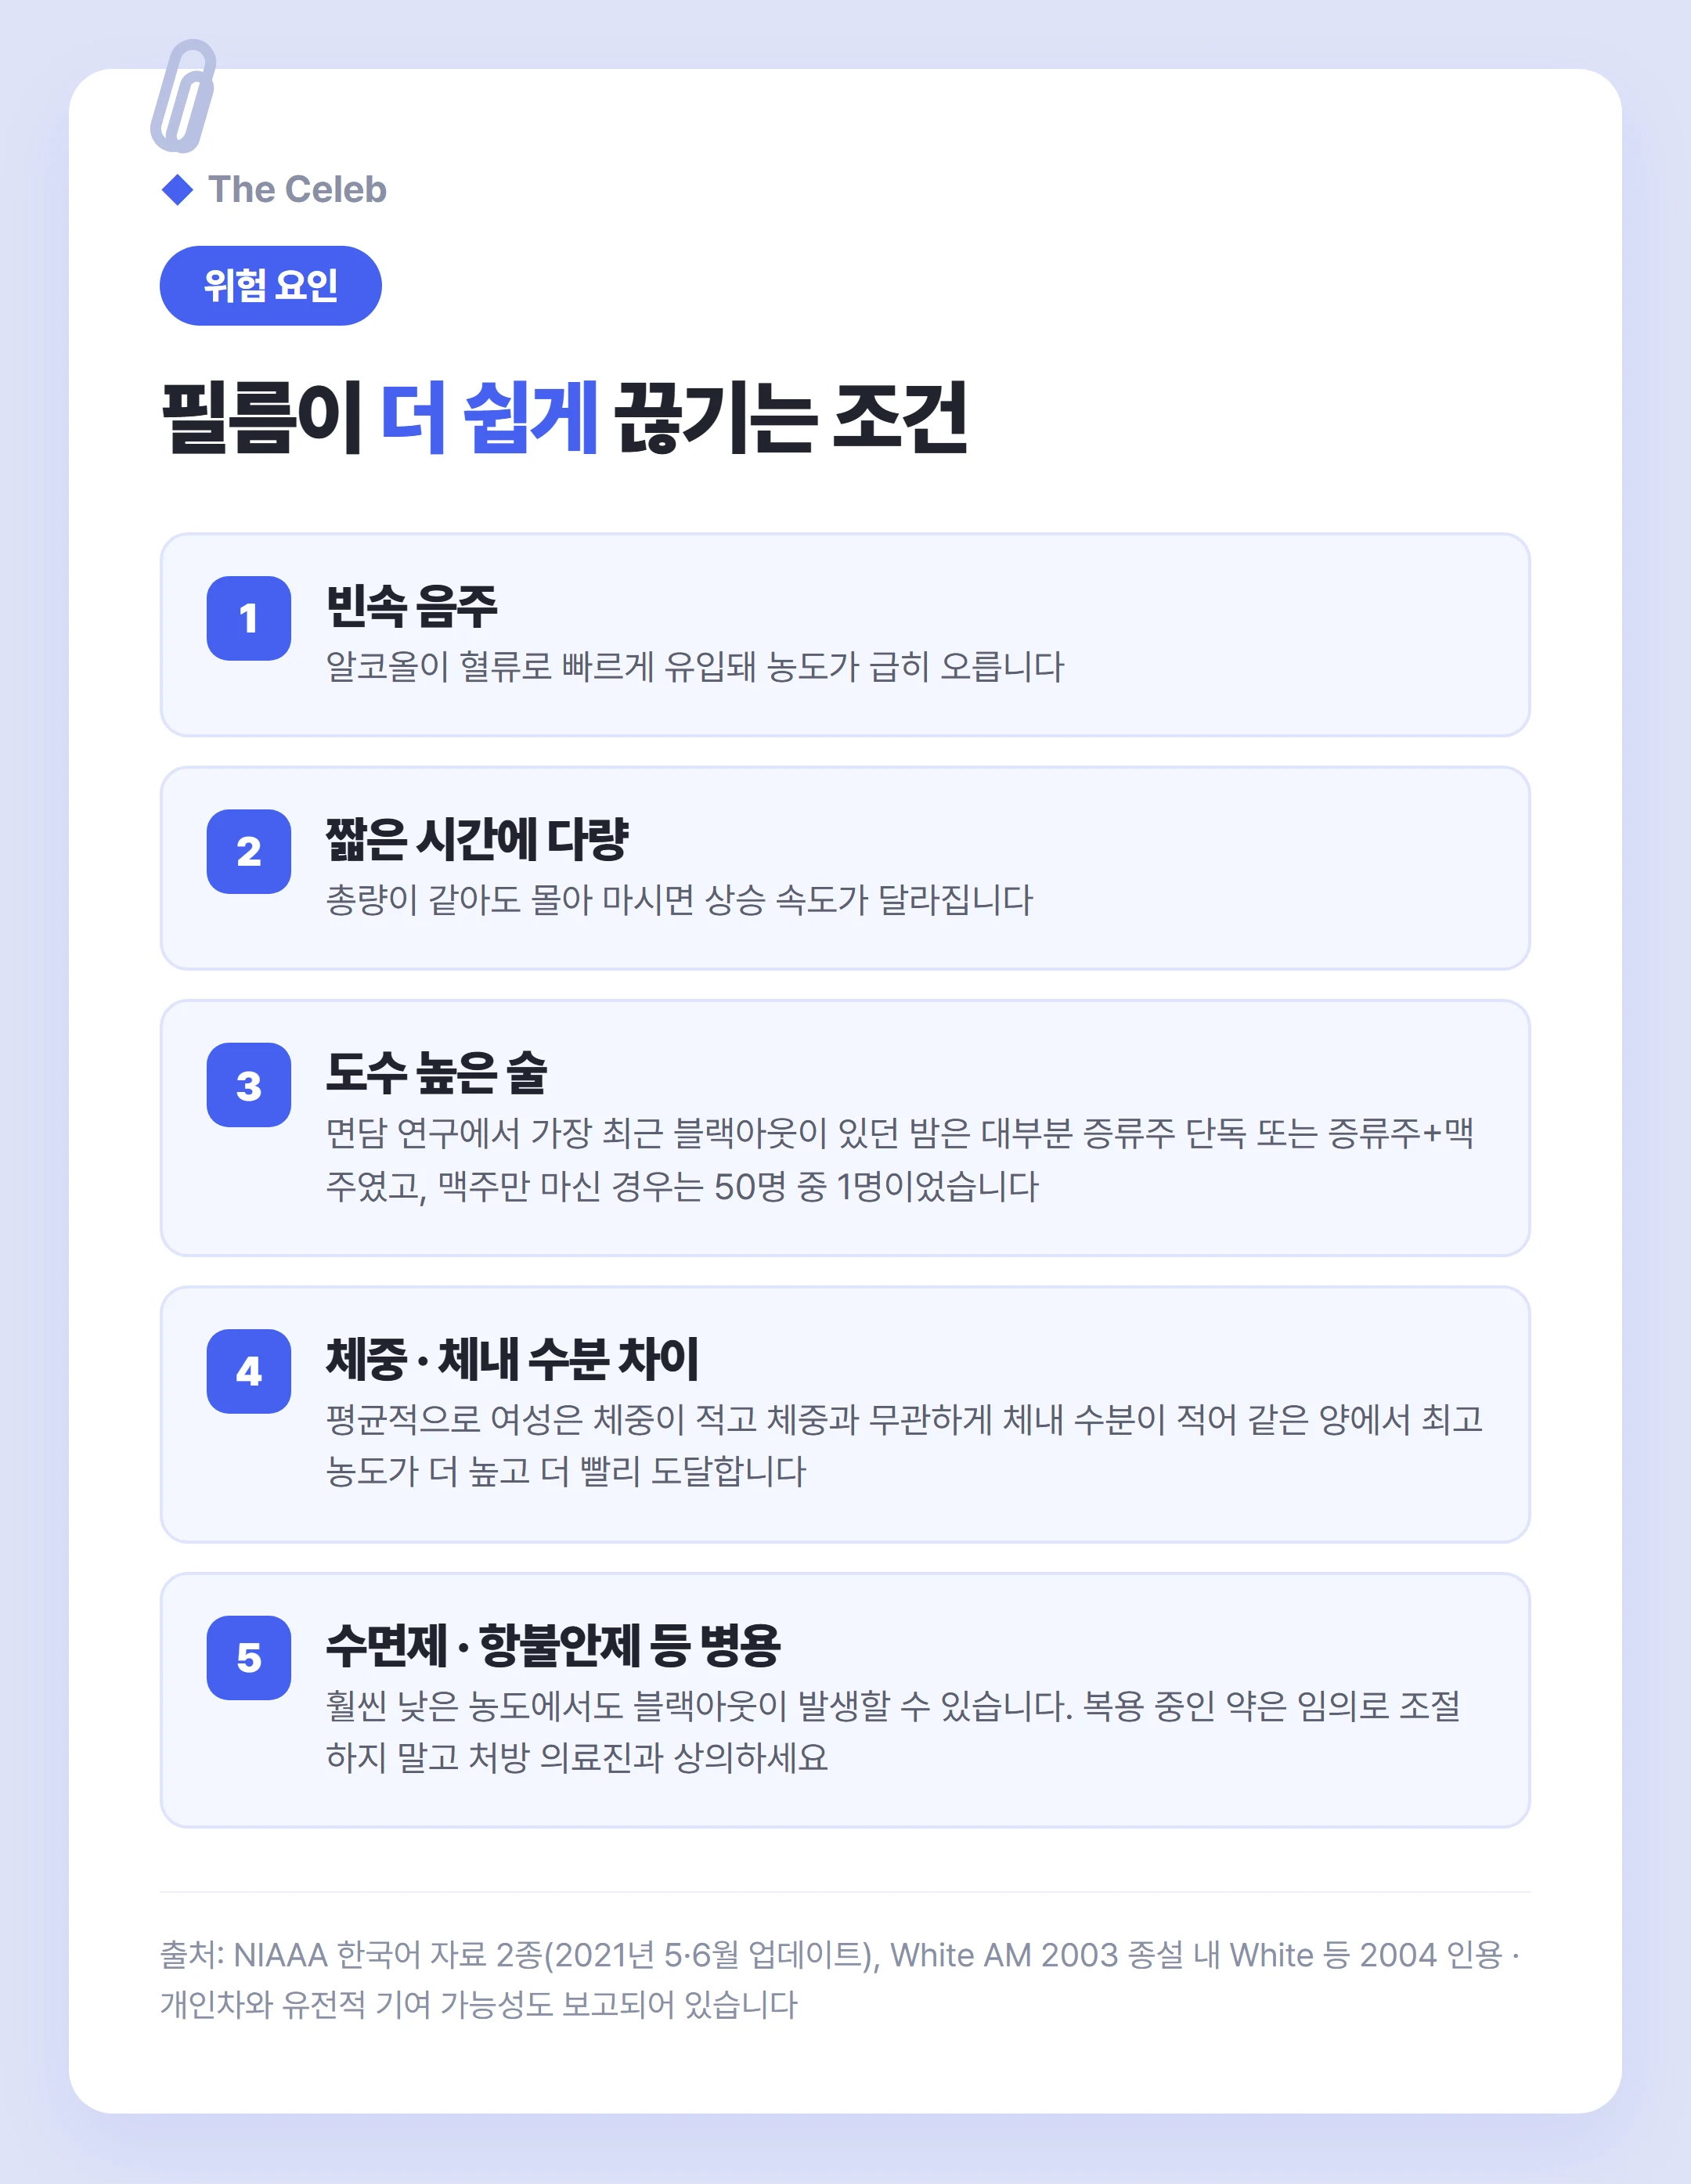 The Celeb
위험 요인
필름이 더 쉽게 끊기는 조건
1
빈속 음주
알코올이 혈류로 빠르게 유입돼 농도가 급히 오릅니다
2
짧은 시간에 다량
총량이 같아도 몰아 마시면 상승 속도가 달라집니다
3
도수 높은 술
면담 연구에서 가장 최근 블랙아웃이 있던 밤은 대부분 증류주 단독 또는 증류주+맥
주였고, 맥주만 마신 경우는 50명 중 1명이었습니다
4
체중 · 체내 수분 차이
평균적으로 여성은 체중이 적고 체중과 무관하게 체내 수분이 적어 같은 양에서 최고
농도가 더 높고 더 빨리 도달합니다
5
수면제 · 항불안제 등 병용
훨씬 낮은 농도에서도 블랙아웃이 발생할 수 있습니다. 복용 중인 약은 임의로 조절
하지 말고 처방 의료진과 상의하세요
출처: NIAAA 한국어 자료 2종(2021년 5·6월 업데이트), White AM 2003 종설 내 White 등 2004 인용 ·
개인차와 유전적 기여 가능성도 보고되어 있습니다